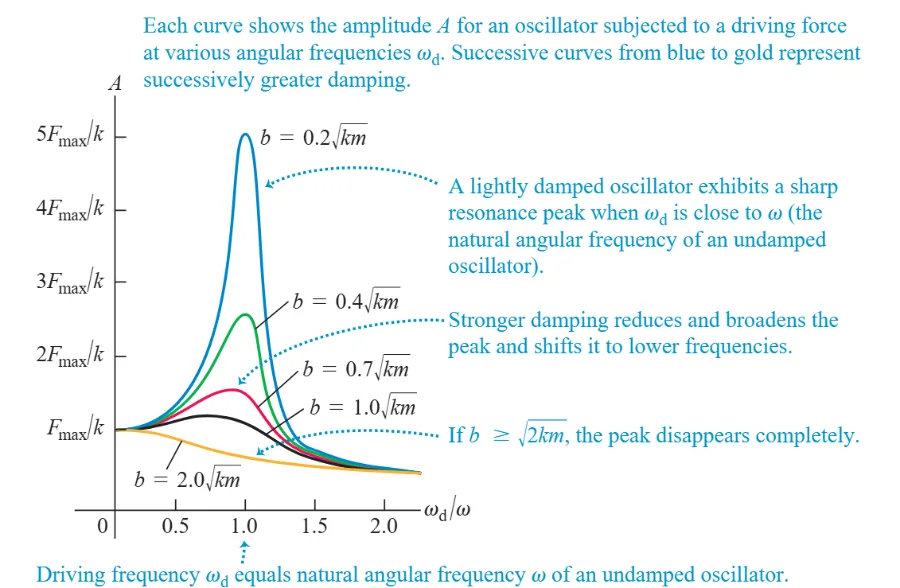 Each curve shows the amplitude A for an oscillator subjected to a driving force
at various angular frequencies ωd. Successive curves from blue to gold represent
successively greater damping.
A
5Fmax/k
b = 0.2√km
A lightly damped oscillator exhibits a sharp
resonance peak when ωd is close to ω (the
natural angular frequency of an undamped
oscillator).
4Fmax/k
3Fmax/k
b = 0.4√km
Stronger damping reduces and broadens the
peak and shifts it to lower frequencies.
2Fmax/k
b = 0.7√km
b = 1.0√km
Fmax/k
If b ≥ √2km, the peak disappears completely.
b = 2.0√km
ωd/ω
0 0.5 1.0 1.5 2.0
Driving frequency ωd equals natural angular frequency ω of an undamped oscillator.